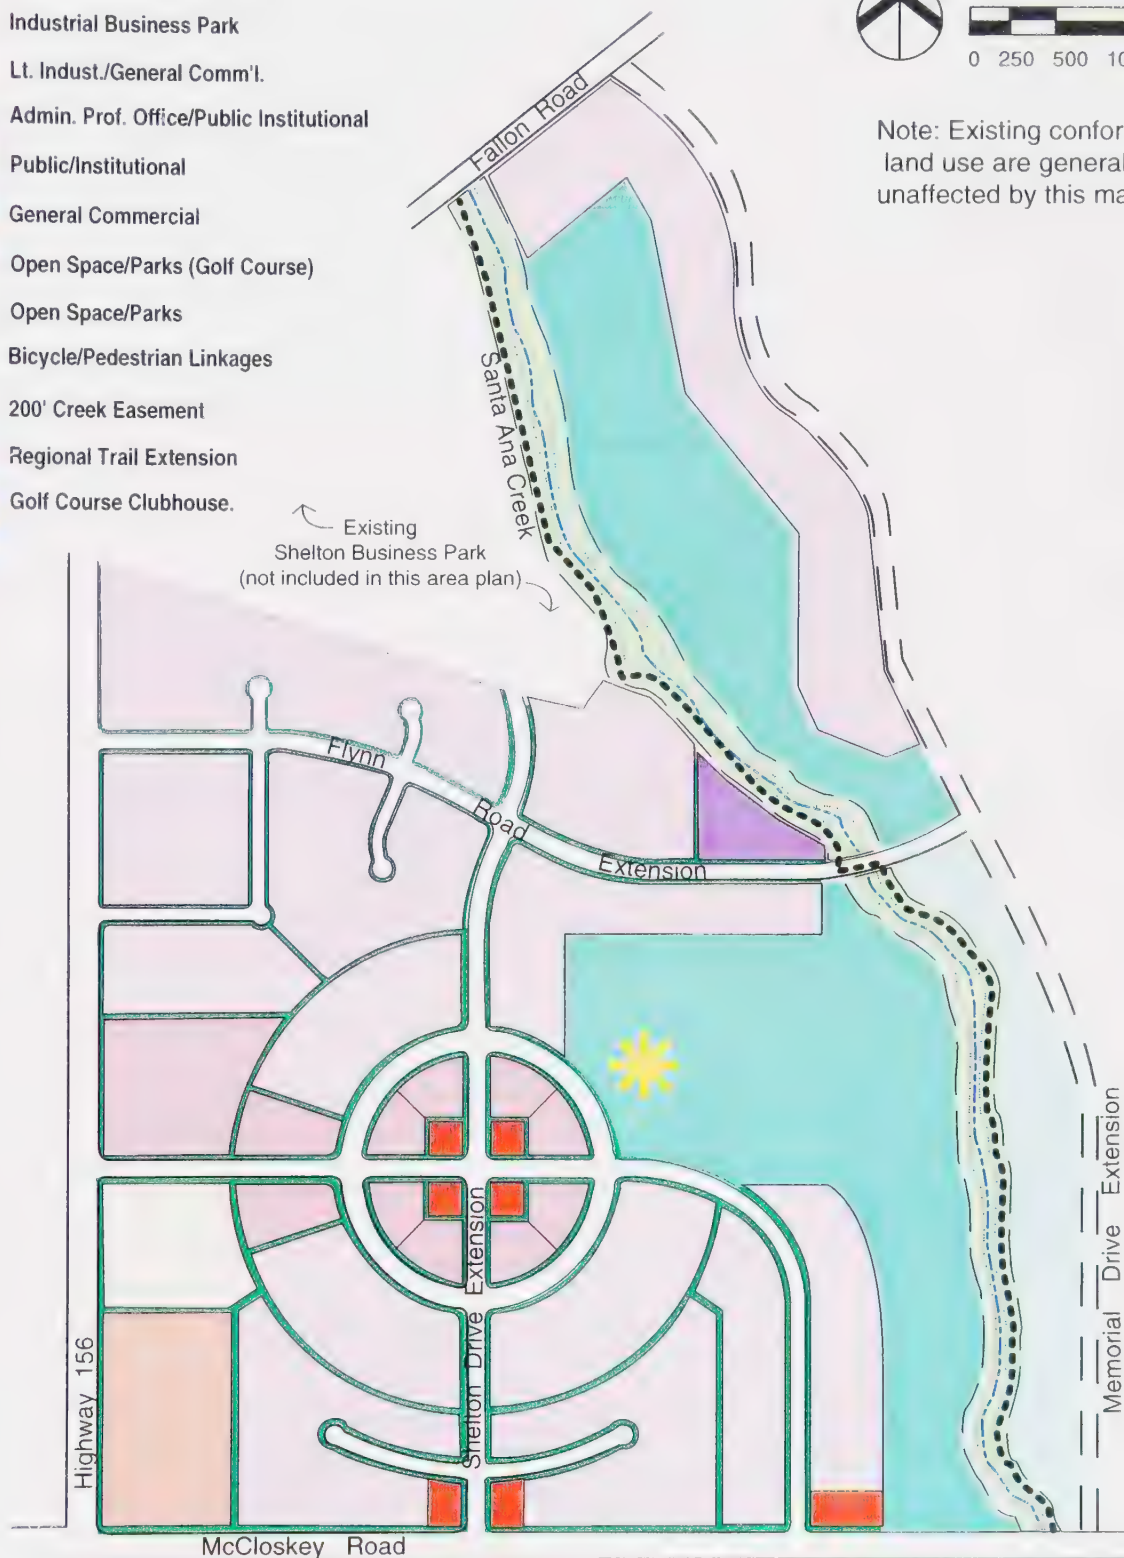 Industrial Business Park
Lt. Indust./General Comm'l.
Admin. Prof. Office/Public Institutional
Public/Institutional
General Commercial
Open Space/Parks (Golf Course)
Open Space/Parks
Bicycle/Pedestrian Linkages
200' Creek Easement
Regional Trail Extension
Golf Course Clubhouse.
0 250 500
Note: Existing
land use are
unaffected by this
Fallon Road
Santa Ana Creek
Existing
Shelton Business Park
(not included in this area plan)
Flynn
Road
Extension
Shelton Drive Extension
Highway 156
Memorial Drive Extension
McCloskey Road